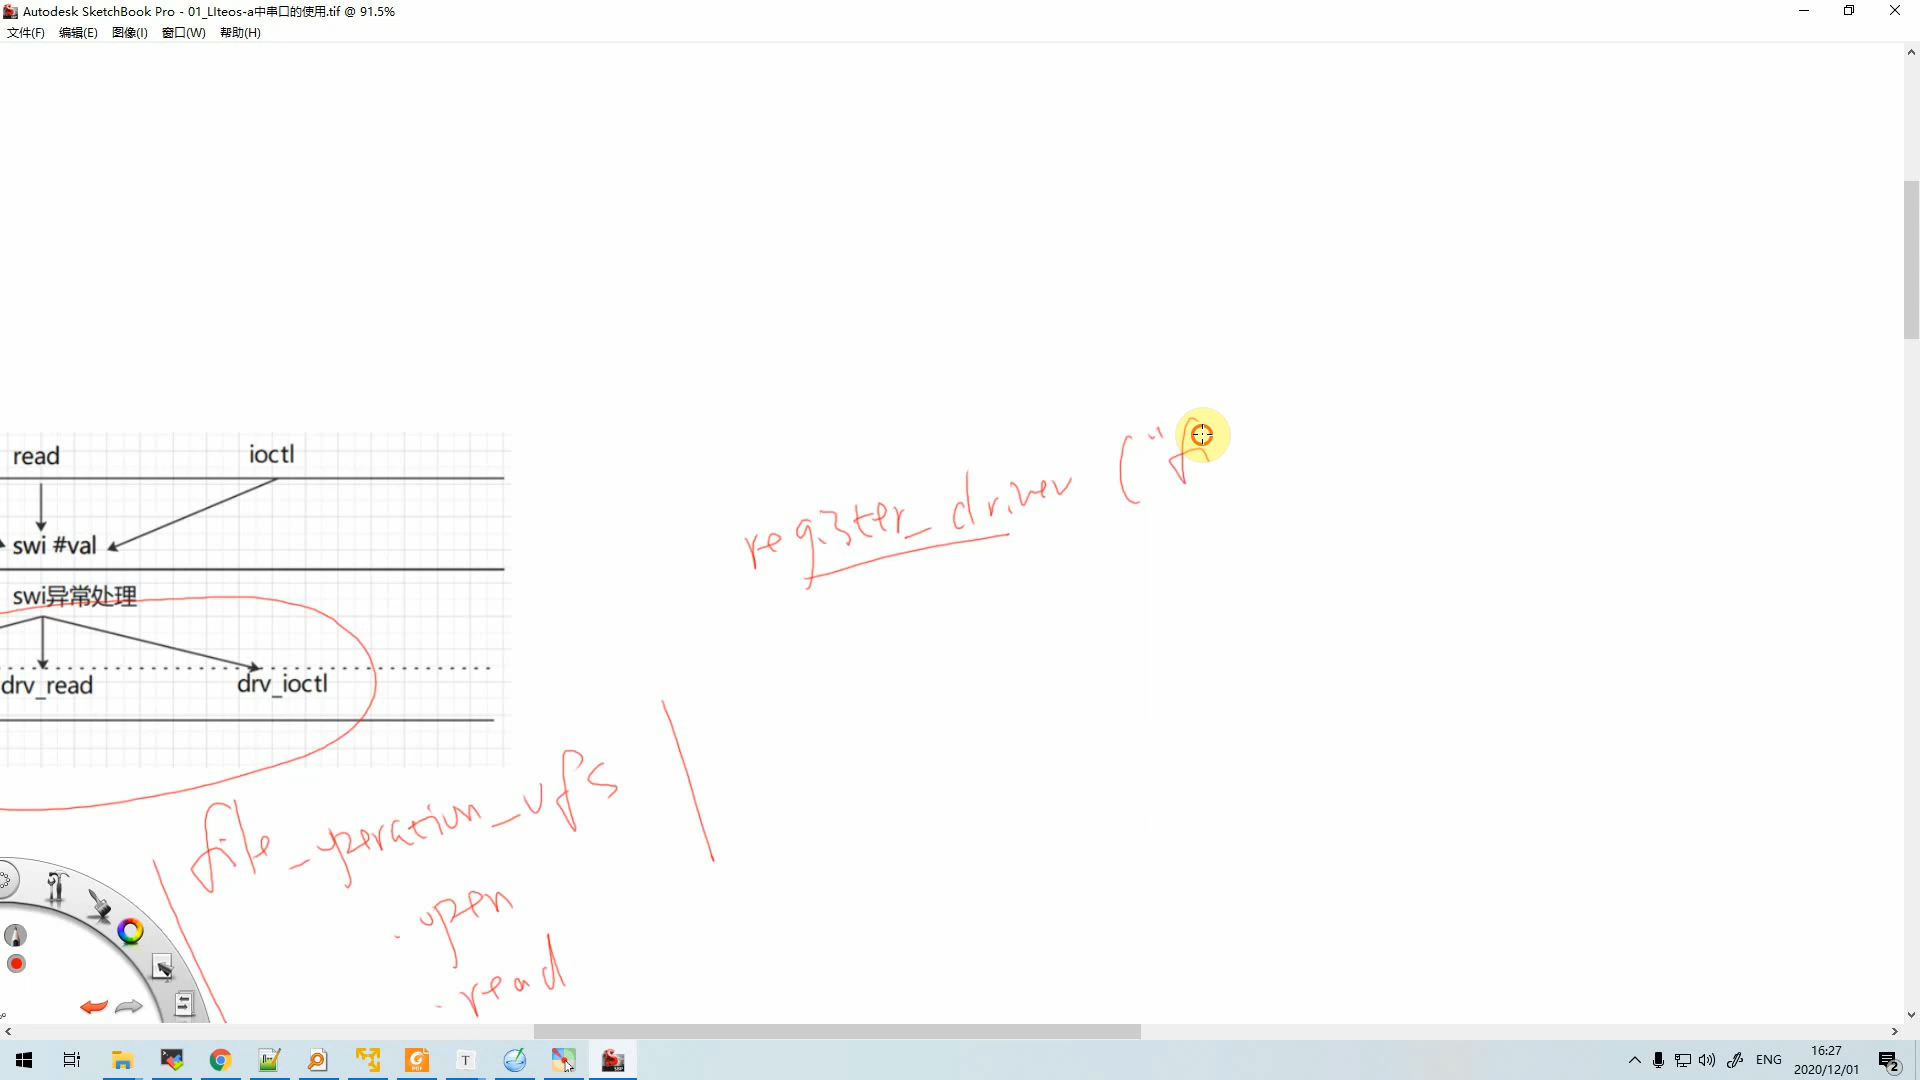 Autodesk SketchBook Pro - 01_LIteos-a中串口的使用.tif @ 91.5%
文件(F) 编辑(E) 图像(I) 窗口(W) 帮助(H)
read ioctl
swi #val
swi异常处理
drv_read drv_ioctl
register_driver ("
file_operation_vfs
.open
.read
ENG
16:27
2020/12/01
2